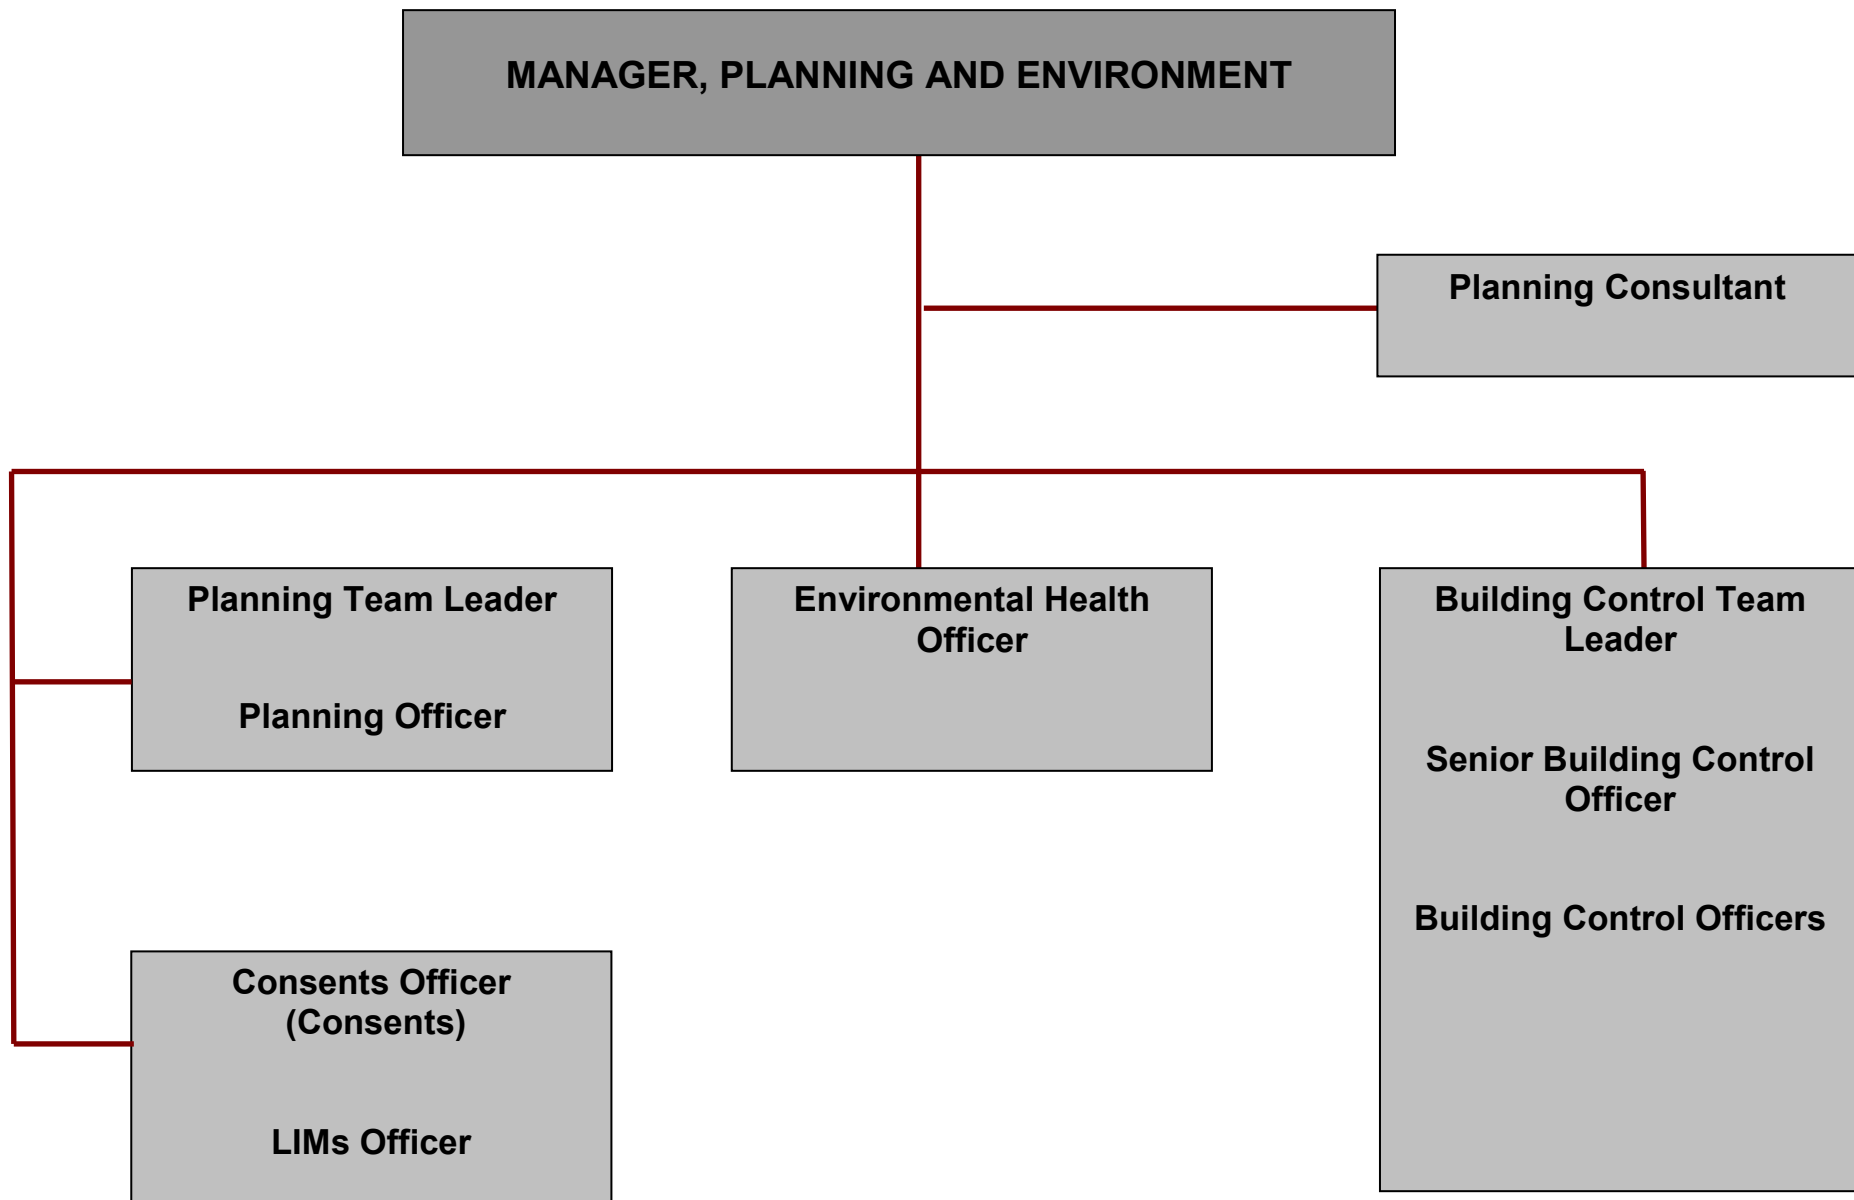 MANAGER, PLANNING AND ENVIRONMENT
Planning Consultant
Planning Team Leader
Planning Officer
Environmental Health
Officer
Building Control Team
Leader
Senior Building Control
Officer
Building Control Officers
Consents Officer
(Consents)
LIMs Officer